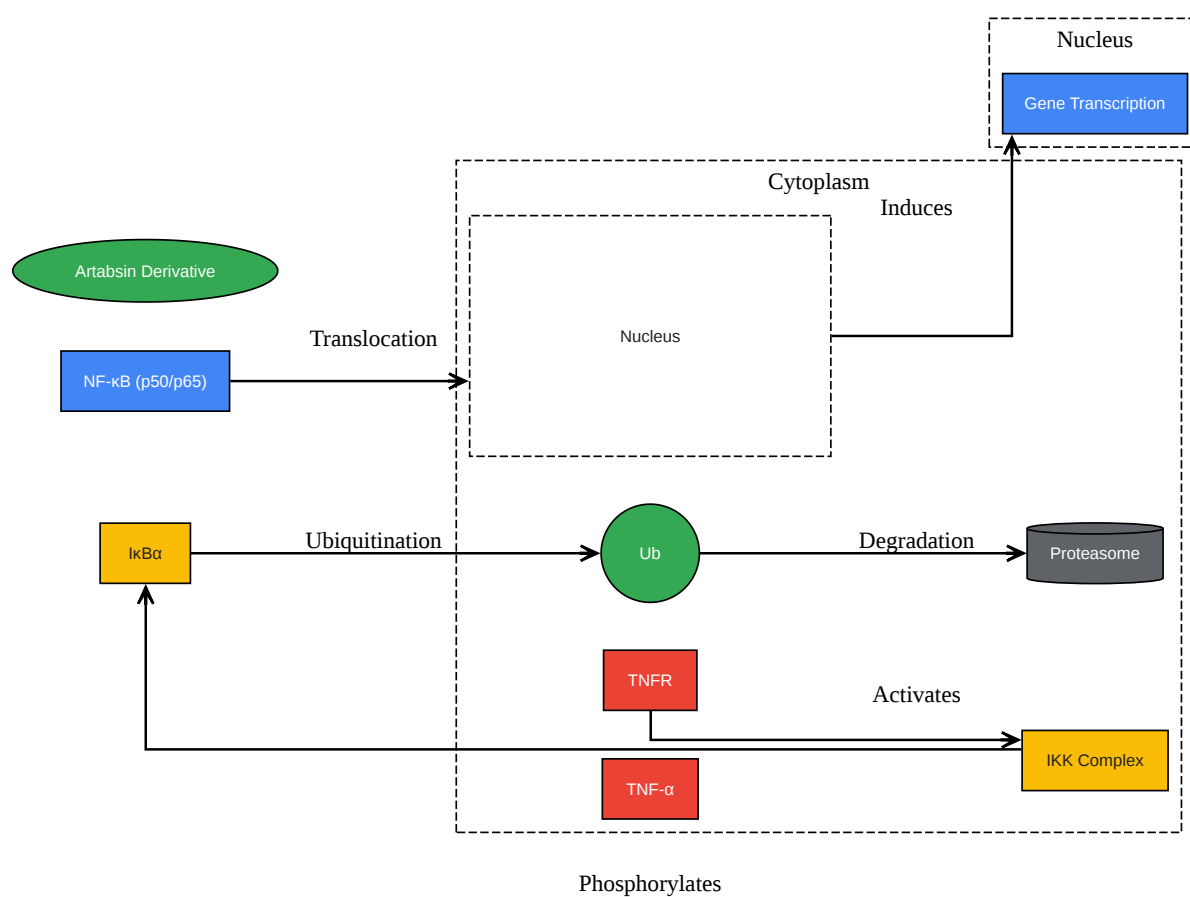 Nucleus
Gene Transcription
Cytoplasm
Induces
Artabsin Derivative
Translocation
Nucleus
NF-κB (p50/p65)
IκBα
Ubiquitination
Ub
Degradation
Proteasome
TNFR
Activates
IKK Complex
TNF-α
Phosphorylates